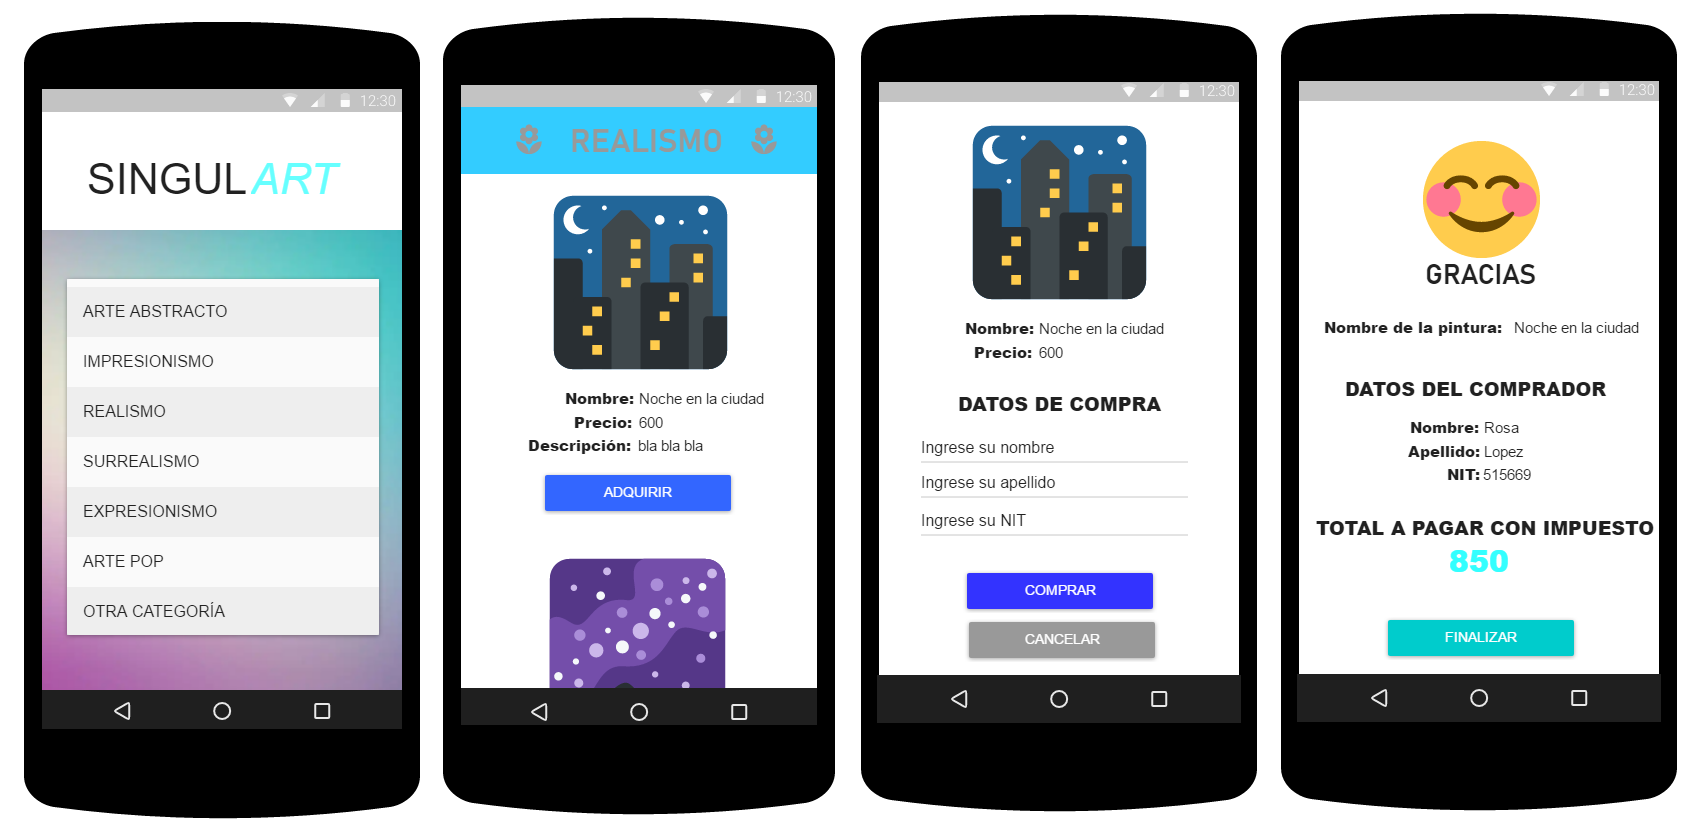 12:30
SINGULART
ARTE ABSTRACTO
IMPRESIONISMO
REALISMO
SURREALISMO
EXPRESIONISMO
ARTE POP
OTRA CATEGORÍA
12:30
REALISMO
Nombre: Noche en la ciudad
Precio: 600
Descripción: bla bla bla
ADQUIRIR
12:30
Nombre: Noche en la ciudad
Precio: 600
DATOS DE COMPRA
Ingrese su nombre
Ingrese su apellido
Ingrese su NIT
COMPRAR
CANCELAR
12:30
GRACIAS
Nombre de la pintura: Noche en la ciudad
DATOS DEL COMPRADOR
Nombre: Rosa
Apellido: Lopez
NIT: 515669
TOTAL A PAGAR CON IMPUESTO
850
FINALIZAR